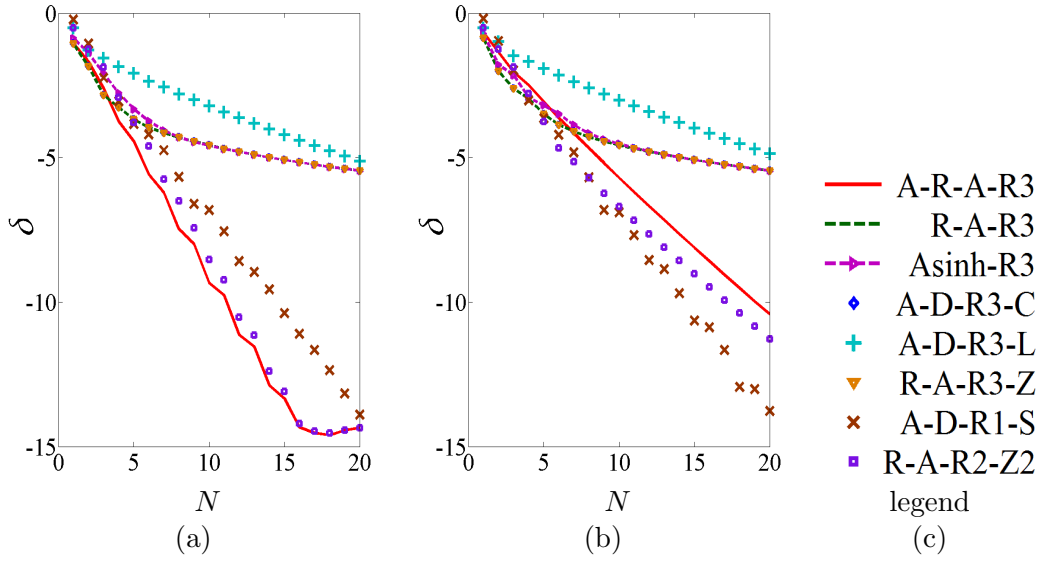 0
-5
-10
-15
δ
0
5
10
15
20
N
(a)
0
-5
-10
-15
δ
0
5
10
15
20
N
(b)
A-R-A-R3
R-A-R3
Asinh-R3
A-D-R3-C
A-D-R3-L
R-A-R3-Z
A-D-R1-S
R-A-R2-Z2
legend
(c)